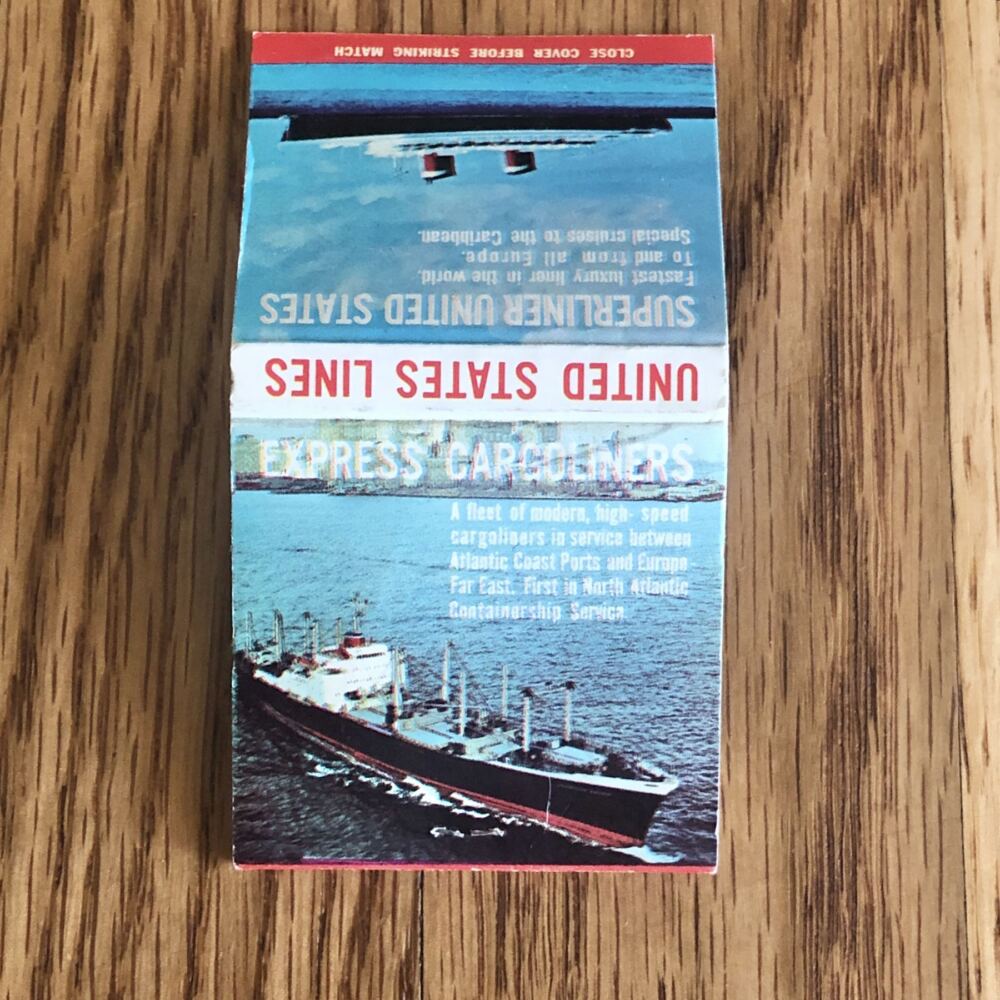 CLOSE COVER BEFORE STRIKING MATCH
UNITED STATES LINES
SUPERLINER UNITED STATES
Fastest luxury liner in the world.
To and from all Europe.
Special cruises to the Caribbean.
EXPRESS CARGOLINERS
A fleet of modern, high- speed
cargoliners in service between
Atlantic Coast Ports and Europe
Far East. First in North Atlantic
Containership Service